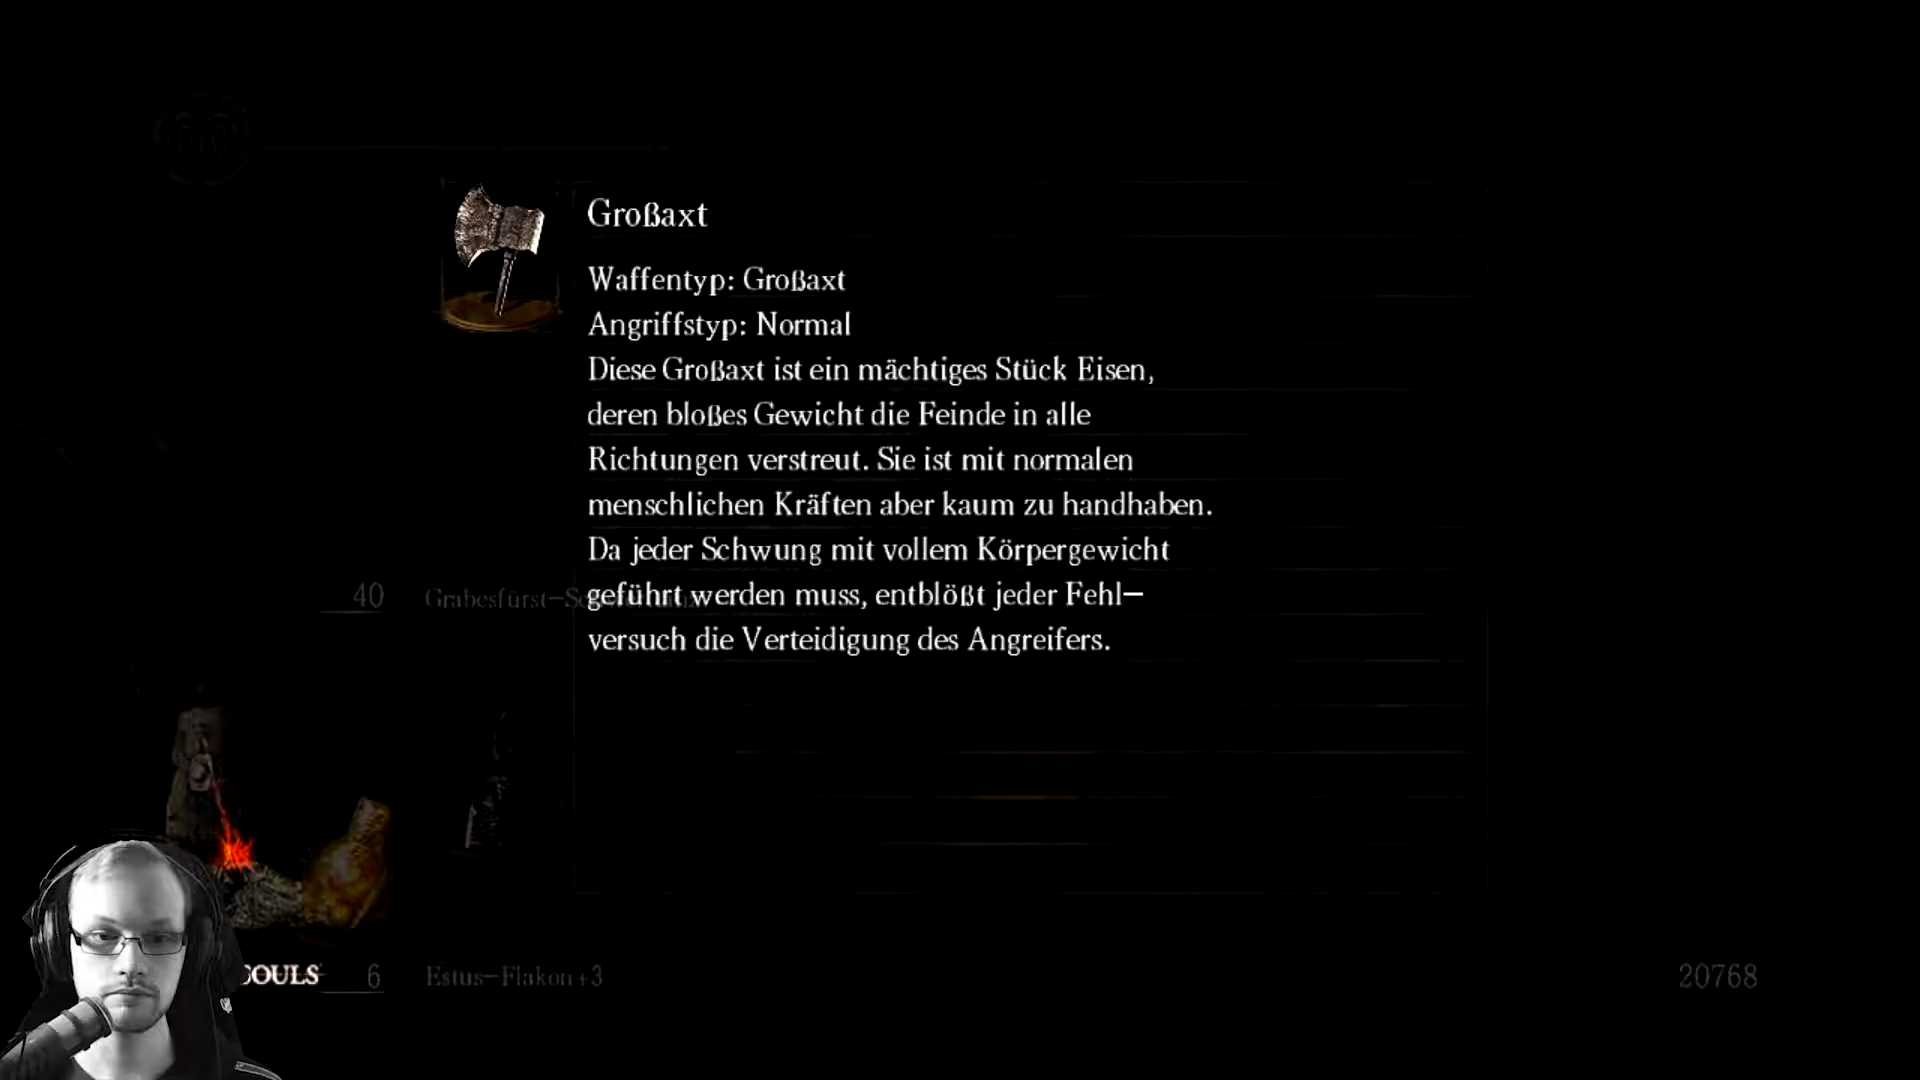 Großaxt
Waffentyp: Großaxt
Angriffstyp: Normal
Diese Großaxt ist ein mächtiges Stück Eisen,
deren bloßes Gewicht die Feinde in alle
Richtungen verstreut. Sie ist mit normalen
menschlichen Kräften aber kaum zu handhaben.
Da jeder Schwung mit vollem Körpergewicht
geführt werden muss, entblößt jeder Fehl–
versuch die Verteidigung des Angreifers.
40
SOULS 6 Estus–Flakon+3
20768